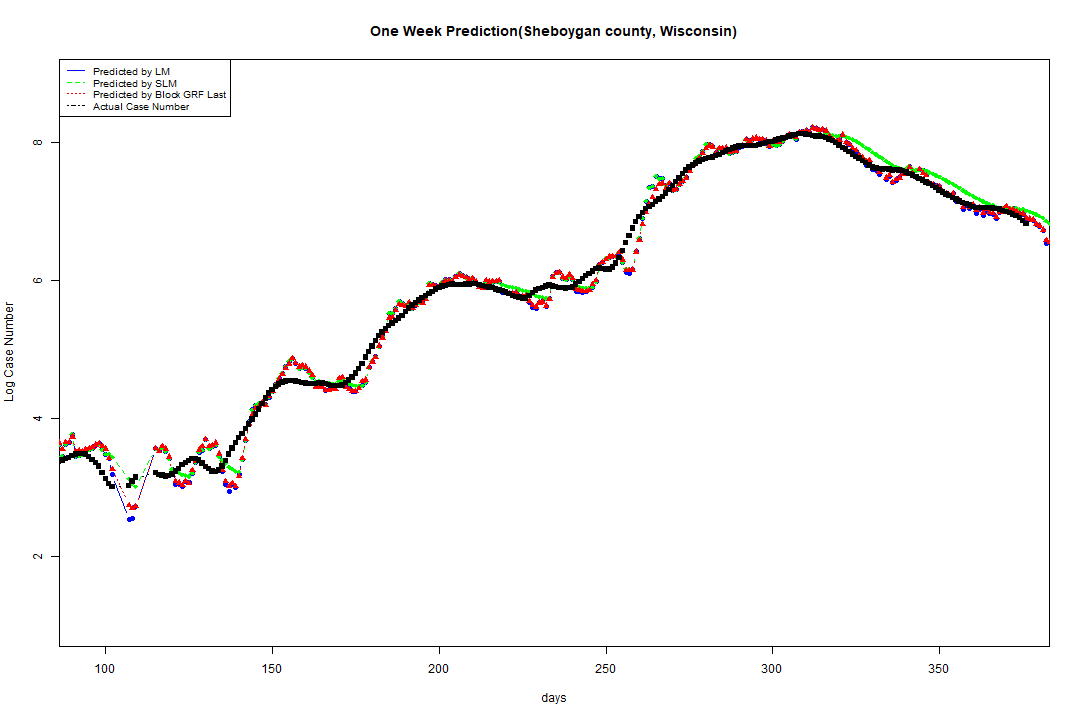 One Week Prediction(Sheboygan county, Wisconsin)
Predicted by LM
Predicted by SLM
Predicted by Block GRF Last
Actual Case Number
8
6
4
2
Log Case Number
100 150 200 250 300 350
days